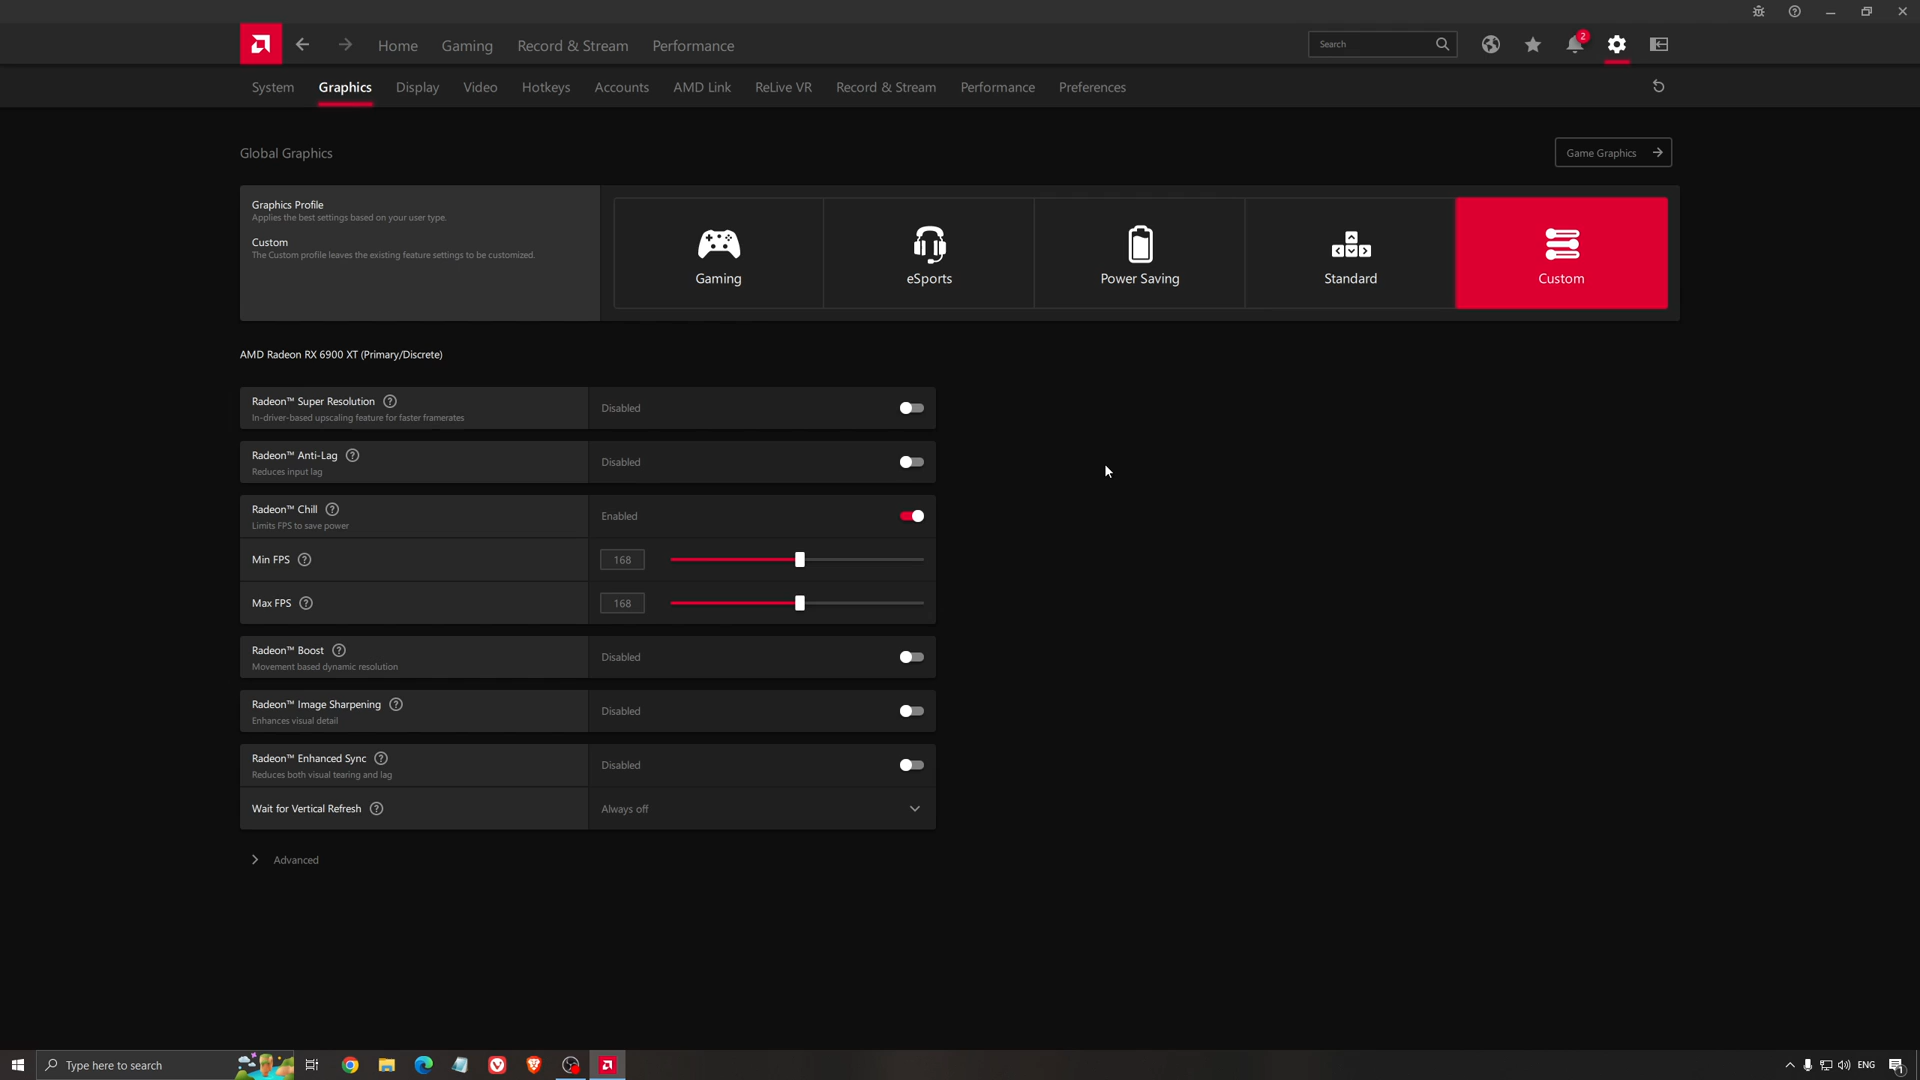 Home Gaming Record & Stream Performance Search 2
System Graphics Display Video Hotkeys Accounts AMD Link ReLive VR Record & Stream Performance Preferences
Global Graphics Game Graphics
Graphics Profile
Applies the best settings based on your user type.
Custom
The Custom profile leaves the existing feature settings to be customized.
Gaming eSports Power Saving Standard Custom
AMD Radeon RX 6900 XT (Primary/Discrete)
Radeon™ Super Resolution ?
In-driver-based upscaling feature for faster framerates
Disabled
Radeon™ Anti-Lag ?
Reduces input lag
Disabled
Radeon™ Chill ?
Limits FPS to save power
Enabled
Min FPS ? 168
Max FPS ? 168
Radeon™ Boost ?
Movement based dynamic resolution
Disabled
Radeon™ Image Sharpening ?
Enhances visual detail
Disabled
Radeon™ Enhanced Sync ?
Reduces both visual tearing and lag
Disabled
Wait for Vertical Refresh ? Always off
Advanced
Type here to search ENG 1